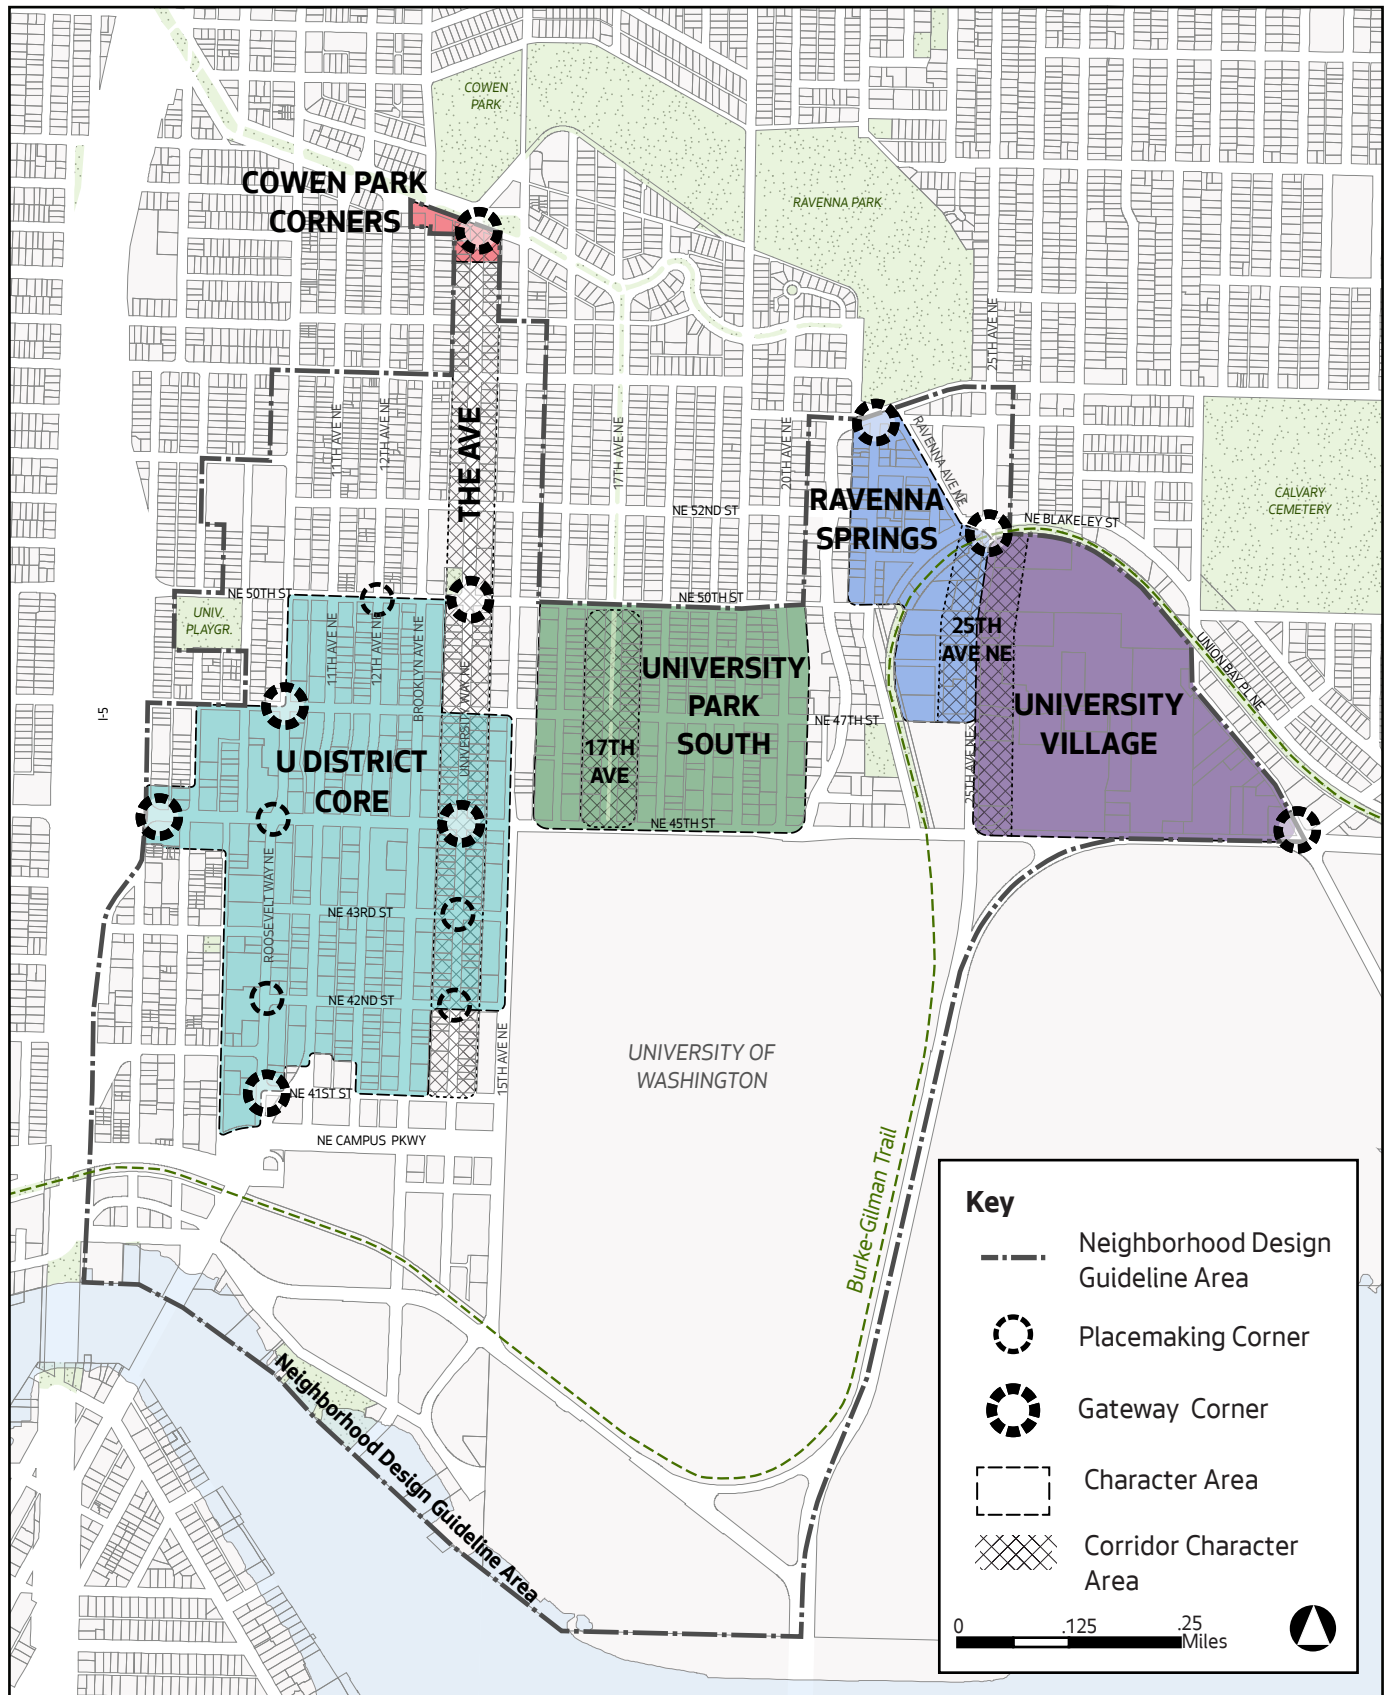 COWEN
PARK
COWEN PARK
CORNERS
RAVENNA PARK
25TH AVE NE
THE AVE
11TH AVE NE
12TH AVE NE
17TH AVE NE
20TH AVE NE
RAVENNA AVE NE
RAVENNA
SPRINGS
NE 52ND ST
NE BLAKELEY ST
CALVARY
CEMETERY
NE 50TH ST
NE 50TH ST
UNIV.
PLAYGR.
11TH AVE NE
12TH AVE NE
BROOKLYN AVE NE
UNIVERSITY WAY NE
25TH
AVE NE
UNION BAY PL NE
UNIVERSITY
PARK
SOUTH
UNIVERSITY
VILLAGE
I-5
NE 47TH ST
17TH
AVE
U DISTRICT
CORE
25TH AVE NE
NE 45TH ST
ROOSEVELT WAY NE
NE 43RD ST
NE 42ND ST
15TH AVE NE
UNIVERSITY OF
WASHINGTON
NE 41ST ST
NE CAMPUS PKWY
Burke-Gilman Trail
Neighborhood Design Guideline Area
Key
Neighborhood Design
Guideline Area
Placemaking Corner
Gateway Corner
Character Area
Corridor Character
Area
0 .125 .25
Miles